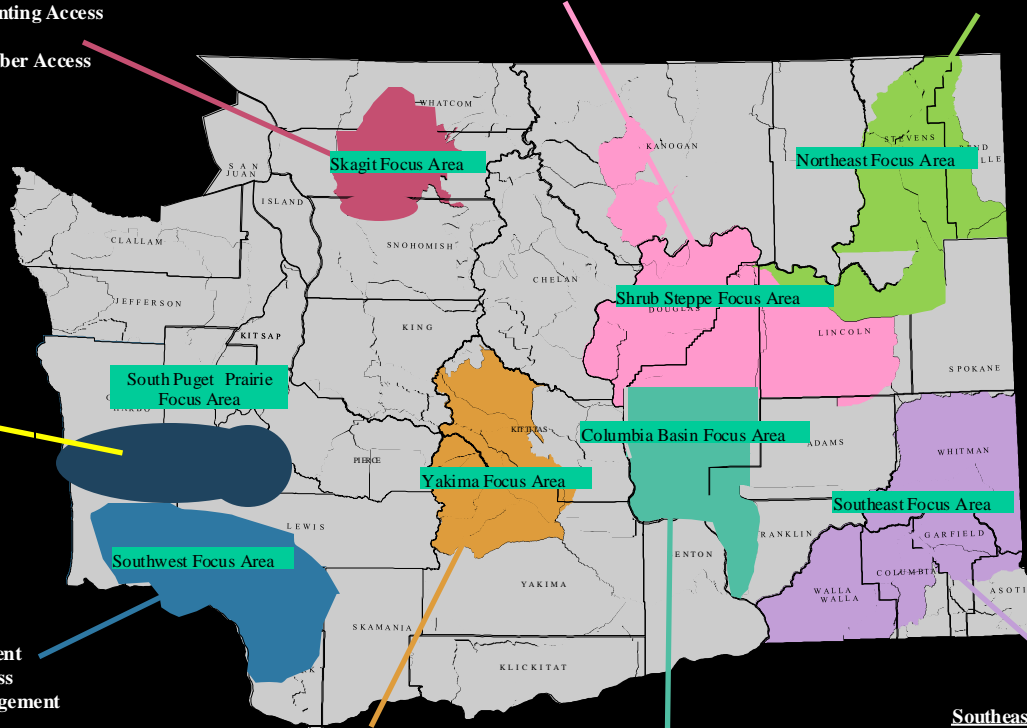 nting Access
ber Access
WHATCOM
Skagit Focus Area
SAN
JUAN
ISLAND
KANOGAN
STEVENS
END
LLE
Northeast Focus Area
CLALLAM
SNOHOMISH
CHELAN
JEFFERSON
Shrub Steppe Focus Area
DOUGLAS
LINCOLN
KING
KITSAP
SPOKANE
South Puget Prairie
Focus Area
KITTITAS
Columbia Basin Focus Area
ADAMS
WHITMAN
PIERCE
Yakima Focus Area
Southeast Focus Area
LEWIS
RANKLIN
GARFIELD
Southwest Focus Area
ENTON
COLUMBIA
YAKIMA
WALLA
WALLA
ASOTI
SKAMANIA
ent
ss
gement
KLICKITAT
Southeas